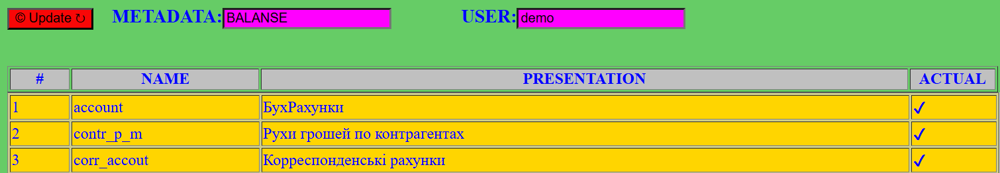 © Update ↻ METADATA: BALANSE USER: demo
# NAME PRESENTATION ACTUAL
1 account БухРахунки ✓
2 contr_p_m Рухи грошей по контрагентах ✓
3 corr_accout Корреспонденські рахунки ✓